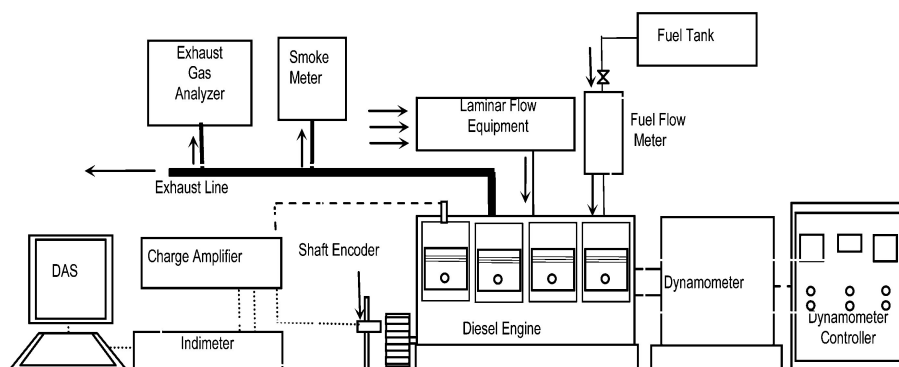 Fuel Tank
Exhaust
Gas
Analyzer
Smoke
Meter
Laminar Flow
Equipment
Fuel Flow
Meter
Exhaust Line
DAS
Charge Amplifier
Shaft Encoder
Dynamometer
Diesel Engine
Indimeter
Dynamometer
Controller